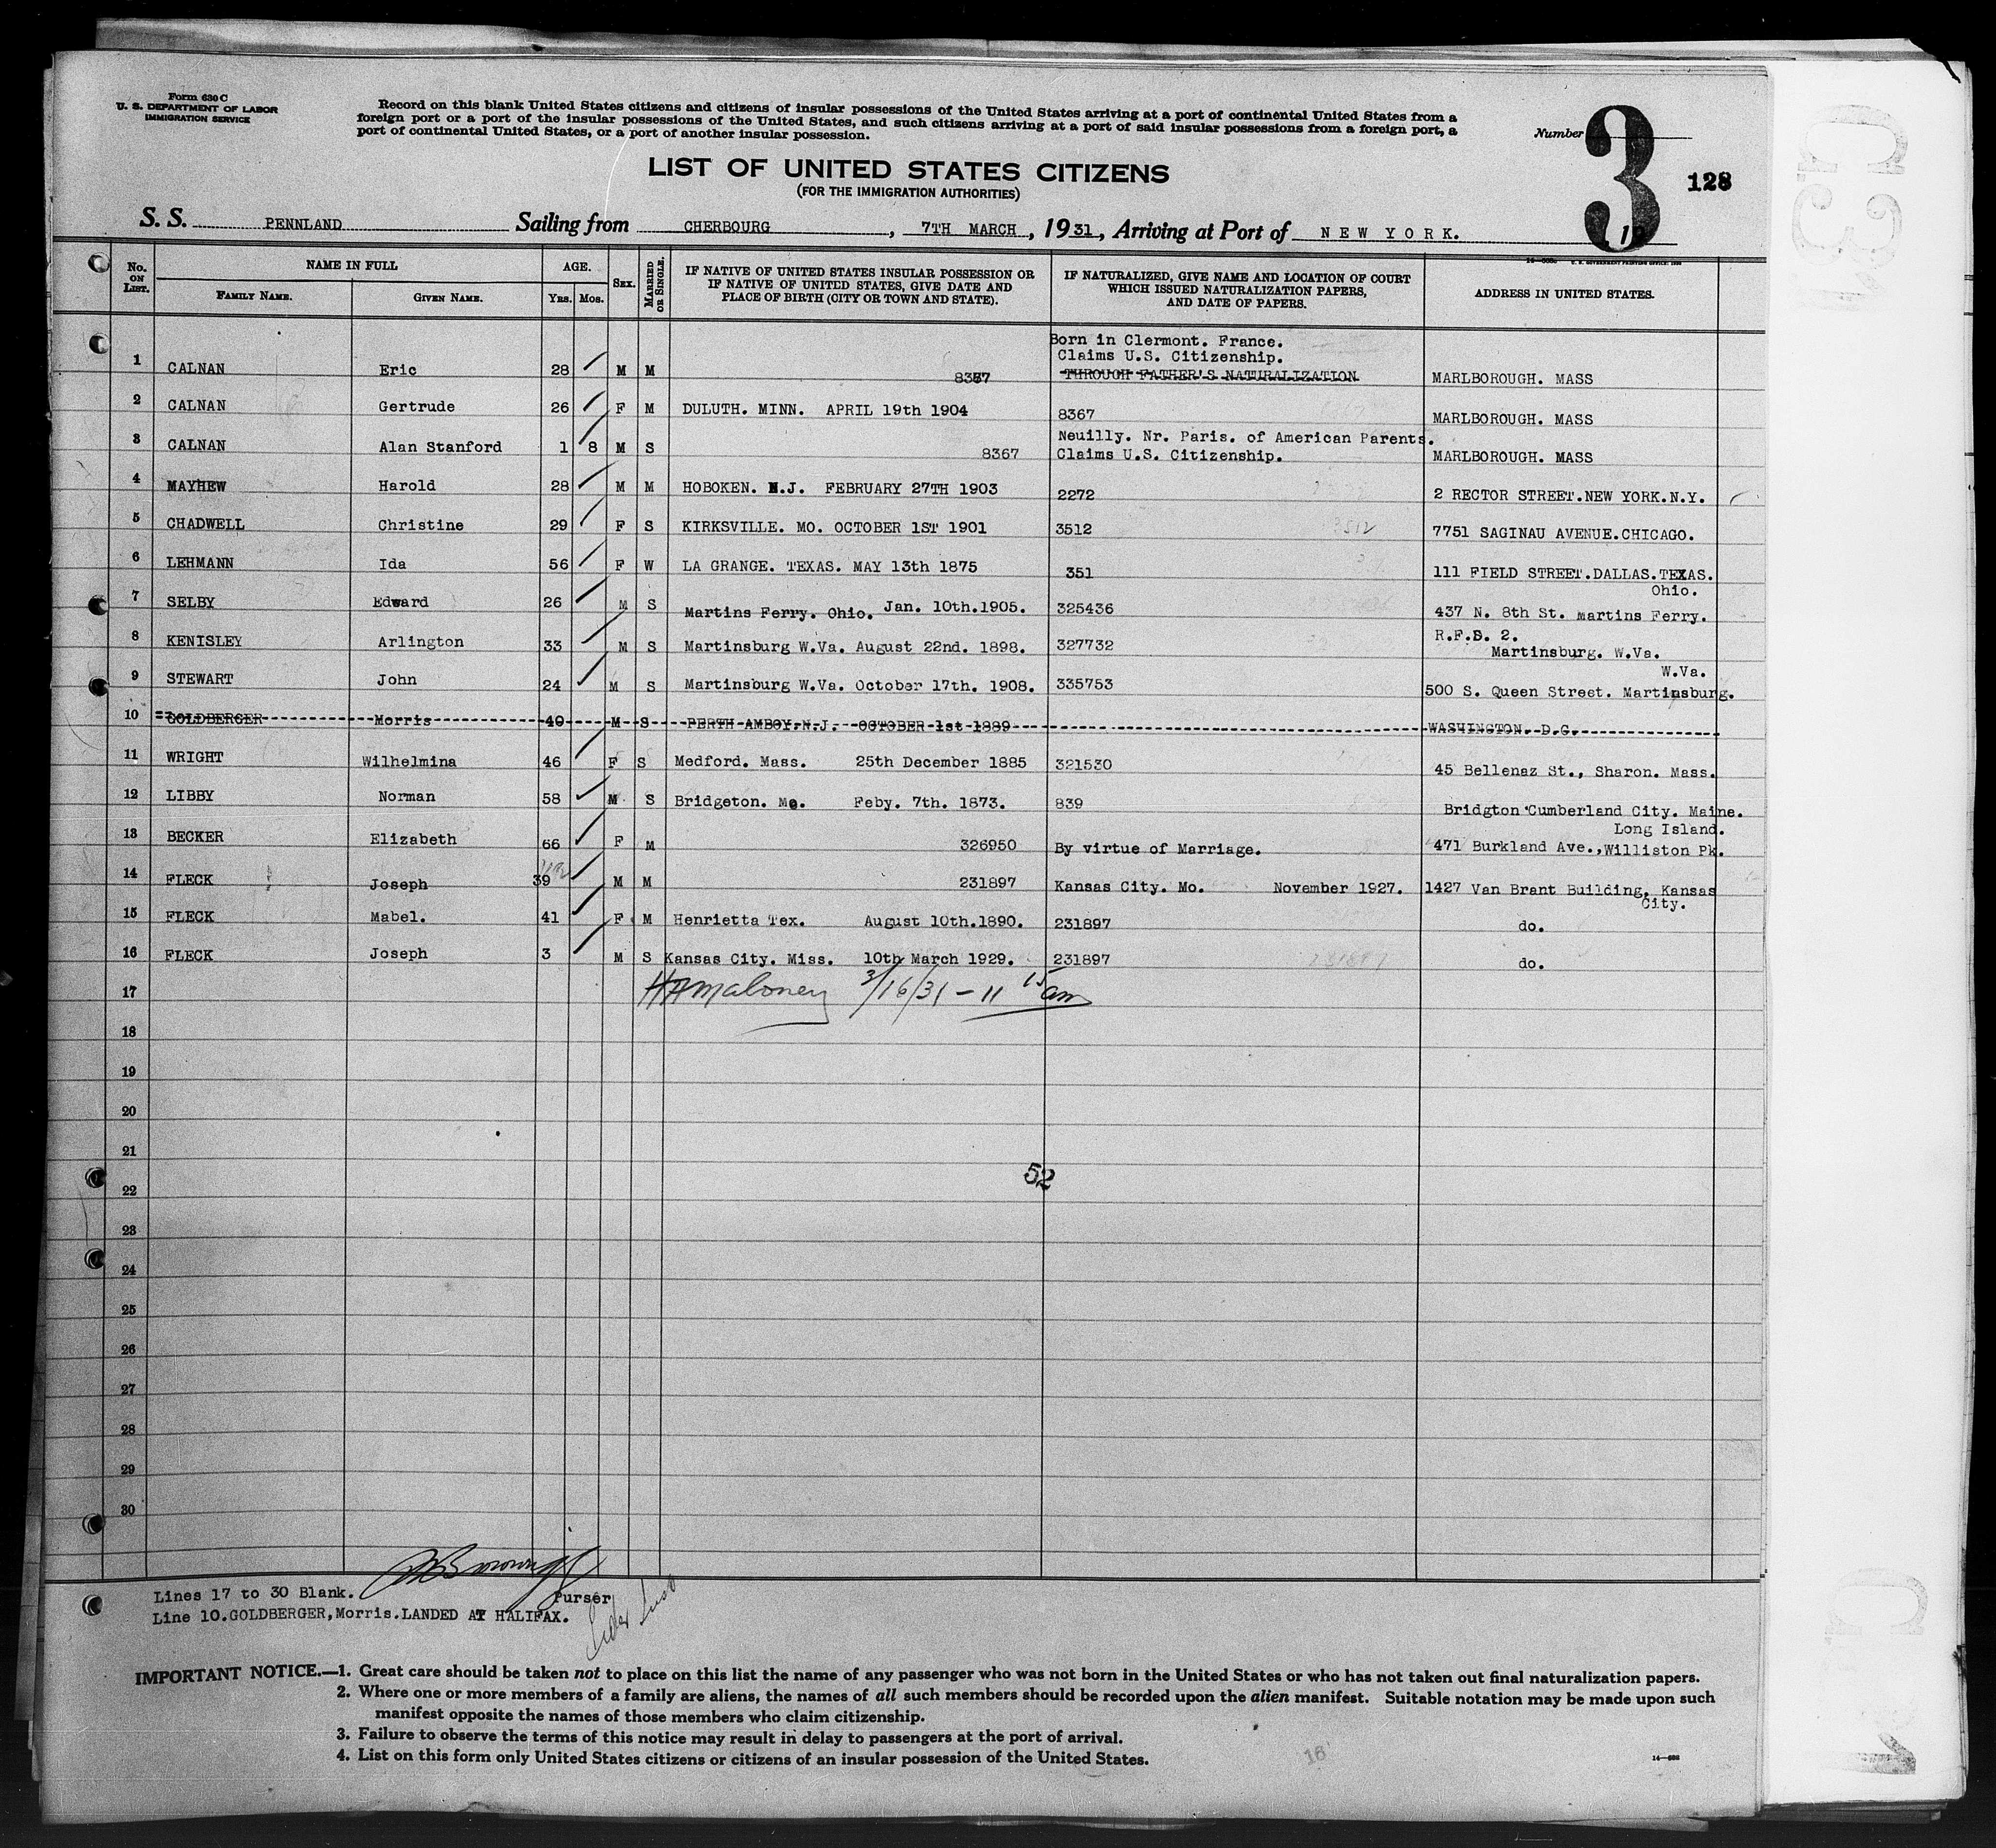 Form 630 C
U. S. DEPARTMENT OF LABOR
IMMIGRATION SERVICE
Record on this blank United States citizens and citizens of insular possessions of the United States arriving at a port of continental United States from a
foreign port or a port of the insular possessions of the United States, and such citizens arriving at a port of said insular possessions from a foreign port, a
port of continental United States, or a port of another insular possession.
Number 3
128
LIST OF UNITED STATES CITIZENS
(FOR THE IMMIGRATION AUTHORITIES)
S. S. PENNLAND Sailing from CHERBOURG, 7TH MARCH, 1931, Arriving at Port of NEW YORK.
No. ON LIST. NAME IN FULL FAMILY NAME. GIVEN NAME. AGE. YRS. MOS. SEX. MARRIED OR SINGLE. IF NATIVE OF UNITED STATES INSULAR POSSESSION OR IF NATIVE OF UNITED STATES, GIVE DATE AND PLACE OF BIRTH (CITY OR TOWN AND STATE). IF NATURALIZED, GIVE NAME AND LOCATION OF COURT WHICH ISSUED NATURALIZATION PAPERS, AND DATE OF PAPERS. ADDRESS IN UNITED STATES.
Born in Clermont. France.
Claims U.S. Citizenship.
1 CALNAN Eric 28 M M 8367 THROUGH FATHER'S NATURALIZATION MARLBOROUGH. MASS
2 CALNAN Gertrude 26 F M DULUTH. MINN. APRIL 19th 1904 8367 MARLBOROUGH. MASS
Neuilly. Nr. Paris. of American Parents.
3 CALNAN Alan Stanford 1 8 M S 8367 Claims U.S. Citizenship. MARLBOROUGH. MASS
4 MAYHEW Harold 28 M M HOBOKEN. N.J. FEBRUARY 27TH 1903 2272 2 RECTOR STREET.NEW YORK.N.Y.
5 CHADWELL Christine 29 F S KIRKSVILLE. MO. OCTOBER 1ST 1901 3512 3512 7751 SAGINAU AVENUE.CHICAGO.
6 LEHMANN Ida 56 F W LA GRANGE. TEXAS. MAY 13th 1875 351 111 FIELD STREET.DALLAS.TEXAS.
Ohio.
7 SELBY Edward 26 M S Martins Ferry. Ohio. Jan. 10th.1905. 325436 437 N. 8th St. Martins Ferry.
R.F.D. 2.
8 KENISLEY Arlington 33 M S Martinsburg W.Va. August 22nd. 1898. 327732 Martinsburg. W.Va.
W.Va.
9 STEWART John 24 M S Martinsburg W.Va. October 17th. 1908. 335753 500 S. Queen Street. Martinsburg.
10 GOLDBERGER Morris 40 M S PERTH AMBOY.N.J. OCTOBER 1st 1889 WASHINGTON. D.C.
11 WRIGHT Wilhelmina 46 F S Medford. Mass. 25th December 1885 321530 45 Bellenaz St., Sharon. Mass.
12 LIBBY Norman 58 M S Bridgeton. Me. Feby. 7th. 1873. 839 Bridgton Cumberland City. Maine.
Long Island.
13 BECKER Elizabeth 66 F M 326950 By virtue of Marriage. 471 Burkland Ave.,Williston Pk.
14 FLECK Joseph 39 M M 231897 Kansas City. Mo. November 1927. 1427 Van Brant Building, Kansas
City.
15 FLECK Mabel. 41 F M Henrietta Tex. August 10th.1890. 231897 do.
16 FLECK Joseph 3 M S Kansas City. Miss. 10th March 1929. 231897 do.
17 HAMaloney 3/16/31 - 11 15 am
18
19
20
21
52
22
23
24
25
26
27
28
29
30
Lines 17 to 30 Blank.
Purser
Line 10.GOLDBERGER,Morris.LANDED AT HALIFAX.
IMPORTANT NOTICE.—1. Great care should be taken not to place on this list the name of any passenger who was not born in the United States or who has not taken out final naturalization papers.
2. Where one or more members of a family are aliens, the names of all such members should be recorded upon the alien manifest. Suitable notation may be made upon such
manifest opposite the names of those members who claim citizenship.
3. Failure to observe the terms of this notice may result in delay to passengers at the port of arrival.
4. List on this form only United States citizens or citizens of an insular possession of the United States.
16